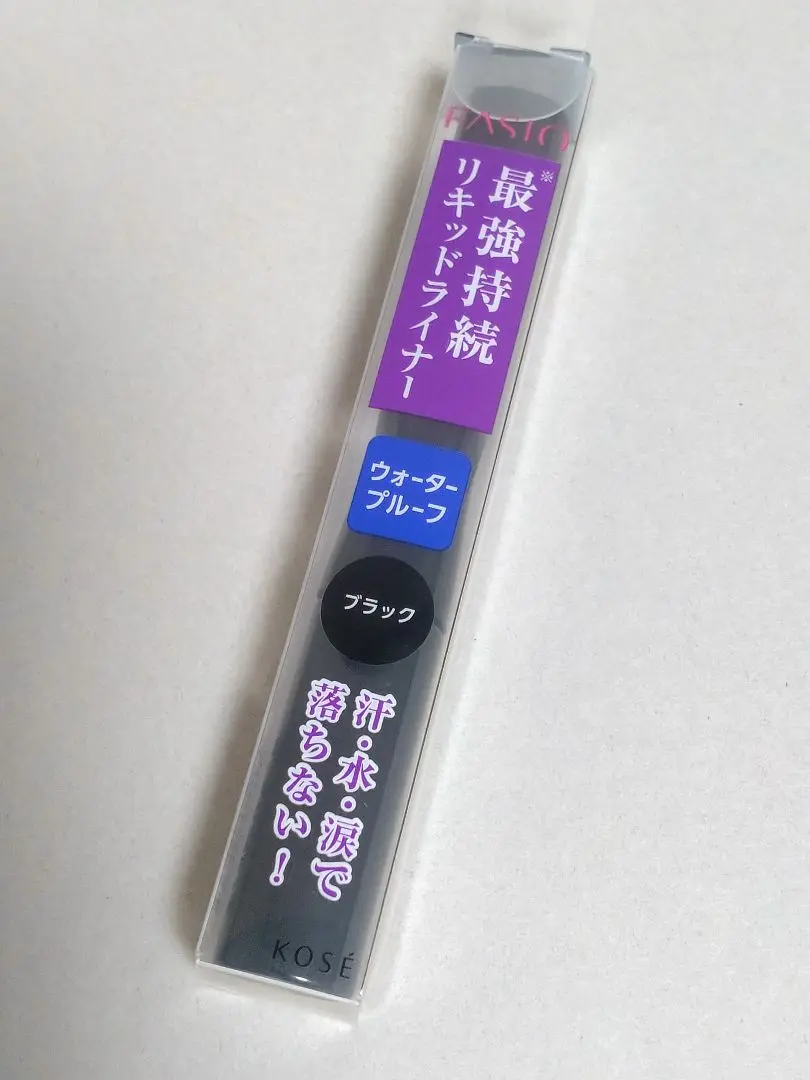 FASIO
※
最強持続
リキッドライナー
ウォーター
プルーフ
ブラック
汗・水・涙で
落ちない！
KOSÉ